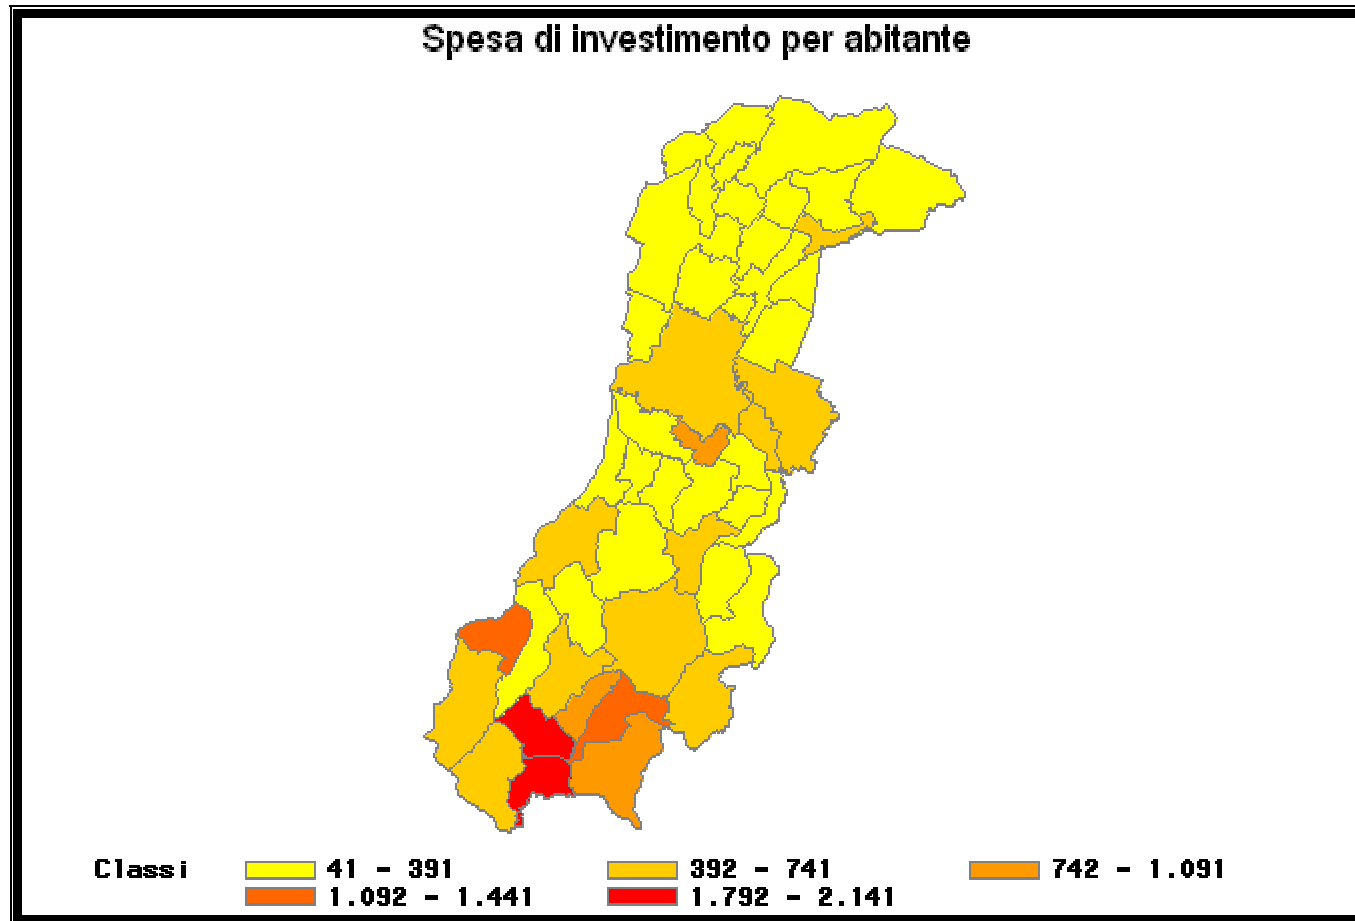 Spesa di investimento per abitante
Classi 41 - 391 392 - 741 742 - 1.091
1.092 - 1.441 1.792 - 2.141